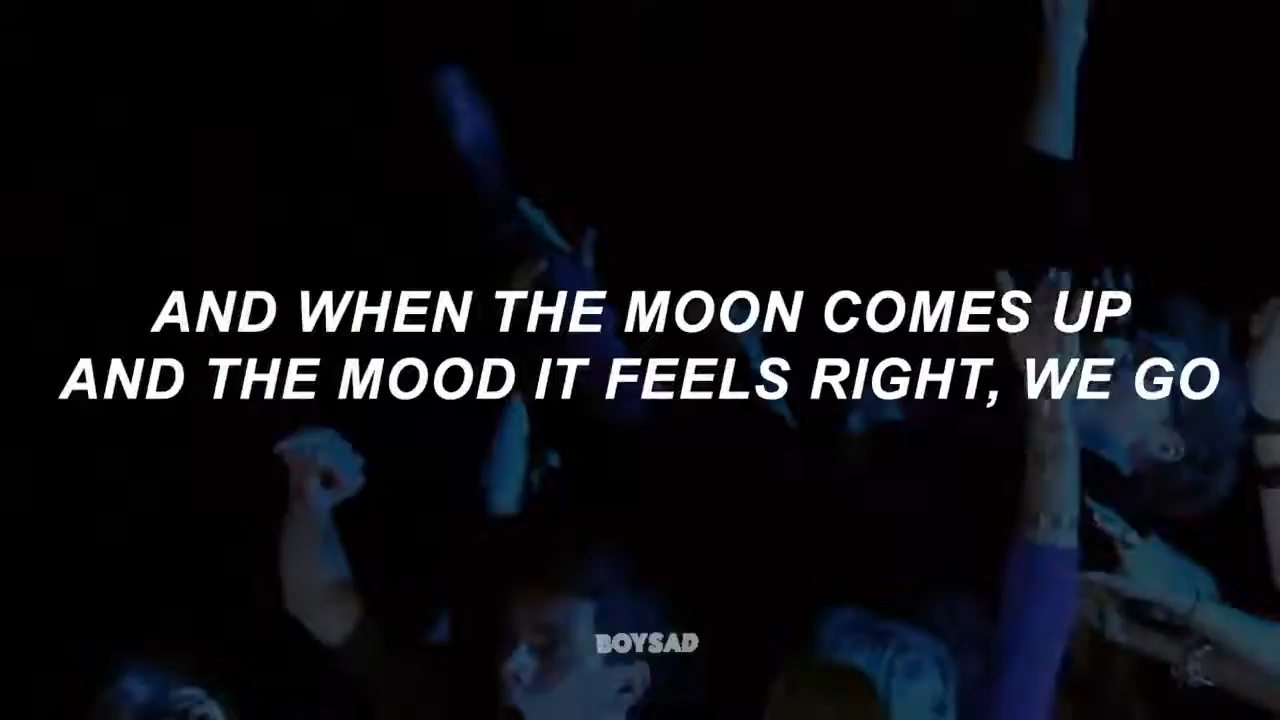 AND WHEN THE MOON COMES UP
AND THE MOOD IT FEELS RIGHT, WE GO
BOYSAD